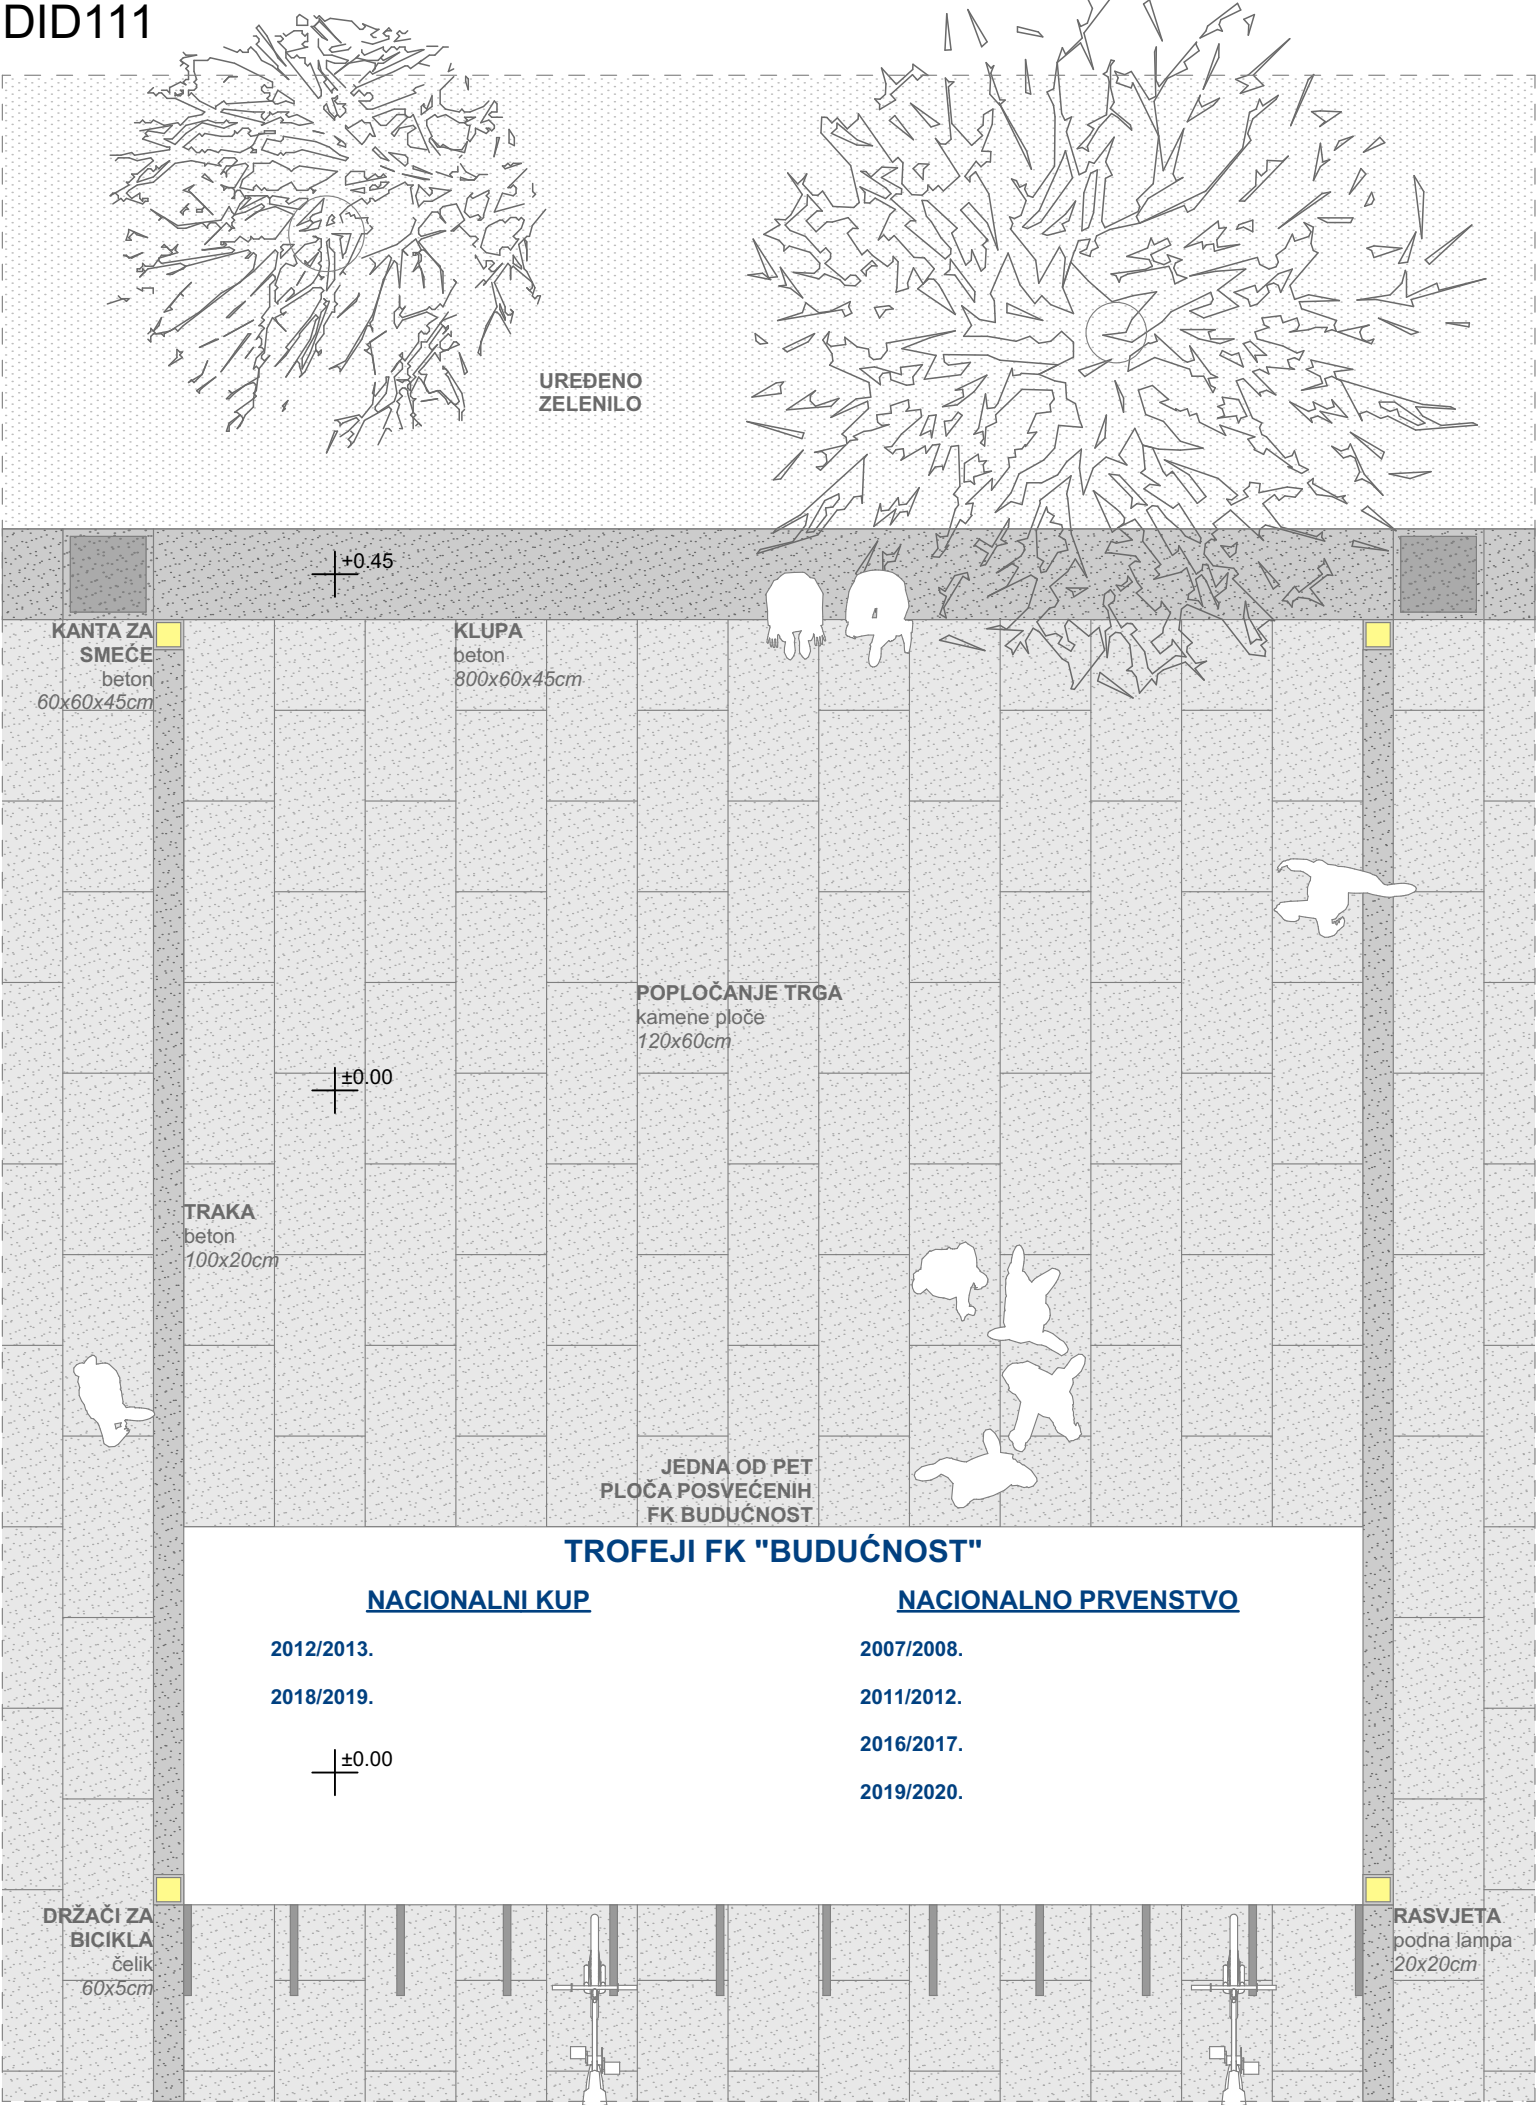 DID111
UREĐENO
ZELENILO
+0.45
KANTA ZA
SMEĆE
beton
60x60x45cm
KLUPA
beton
800x60x45cm
POPLOČANJE TRGA
kamene ploče
120x60cm
±0.00
TRAKA
beton
100x20cm
JEDNA OD PET
PLOČA POSVEĆENIH
FK BUDUĆNOST
TROFEJI FK "BUDUĆNOST"
NACIONALNI KUP
2012/2013.
2018/2019.
±0.00
NACIONALNO PRVENSTVO
2007/2008.
2011/2012.
2016/2017.
2019/2020.
DRŽAČI ZA
BICIKLA
čelik
60x5cm
RASVJETA
podna lampa
20x20cm